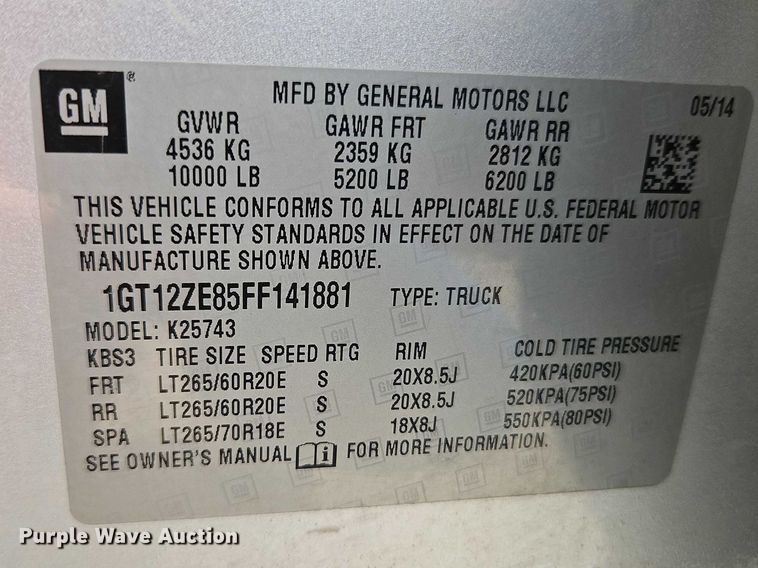 GM ®
MFD BY GENERAL MOTORS LLC 05/14
GVWR GAWR FRT GAWR RR
4536 KG 2359 KG 2812 KG
10000 LB 5200 LB 6200 LB
THIS VEHICLE CONFORMS TO ALL APPLICABLE U.S. FEDERAL MOTOR
VEHICLE SAFETY STANDARDS IN EFFECT ON THE DATE OF
MANUFACTURE SHOWN ABOVE.
1GT12ZE85FF141881 TYPE: TRUCK
MODEL: K25743
KBS3 TIRE SIZE SPEED RTG RIM COLD TIRE PRESSURE
FRT LT265/60R20E S 20X8.5J 420KPA(60PSI)
RR LT265/60R20E S 20X8.5J 520KPA(75PSI)
SPA LT265/70R18E S 18X8J 550KPA(80PSI)
SEE OWNER'S MANUAL i FOR MORE INFORMATION.
Purple Wave Auction